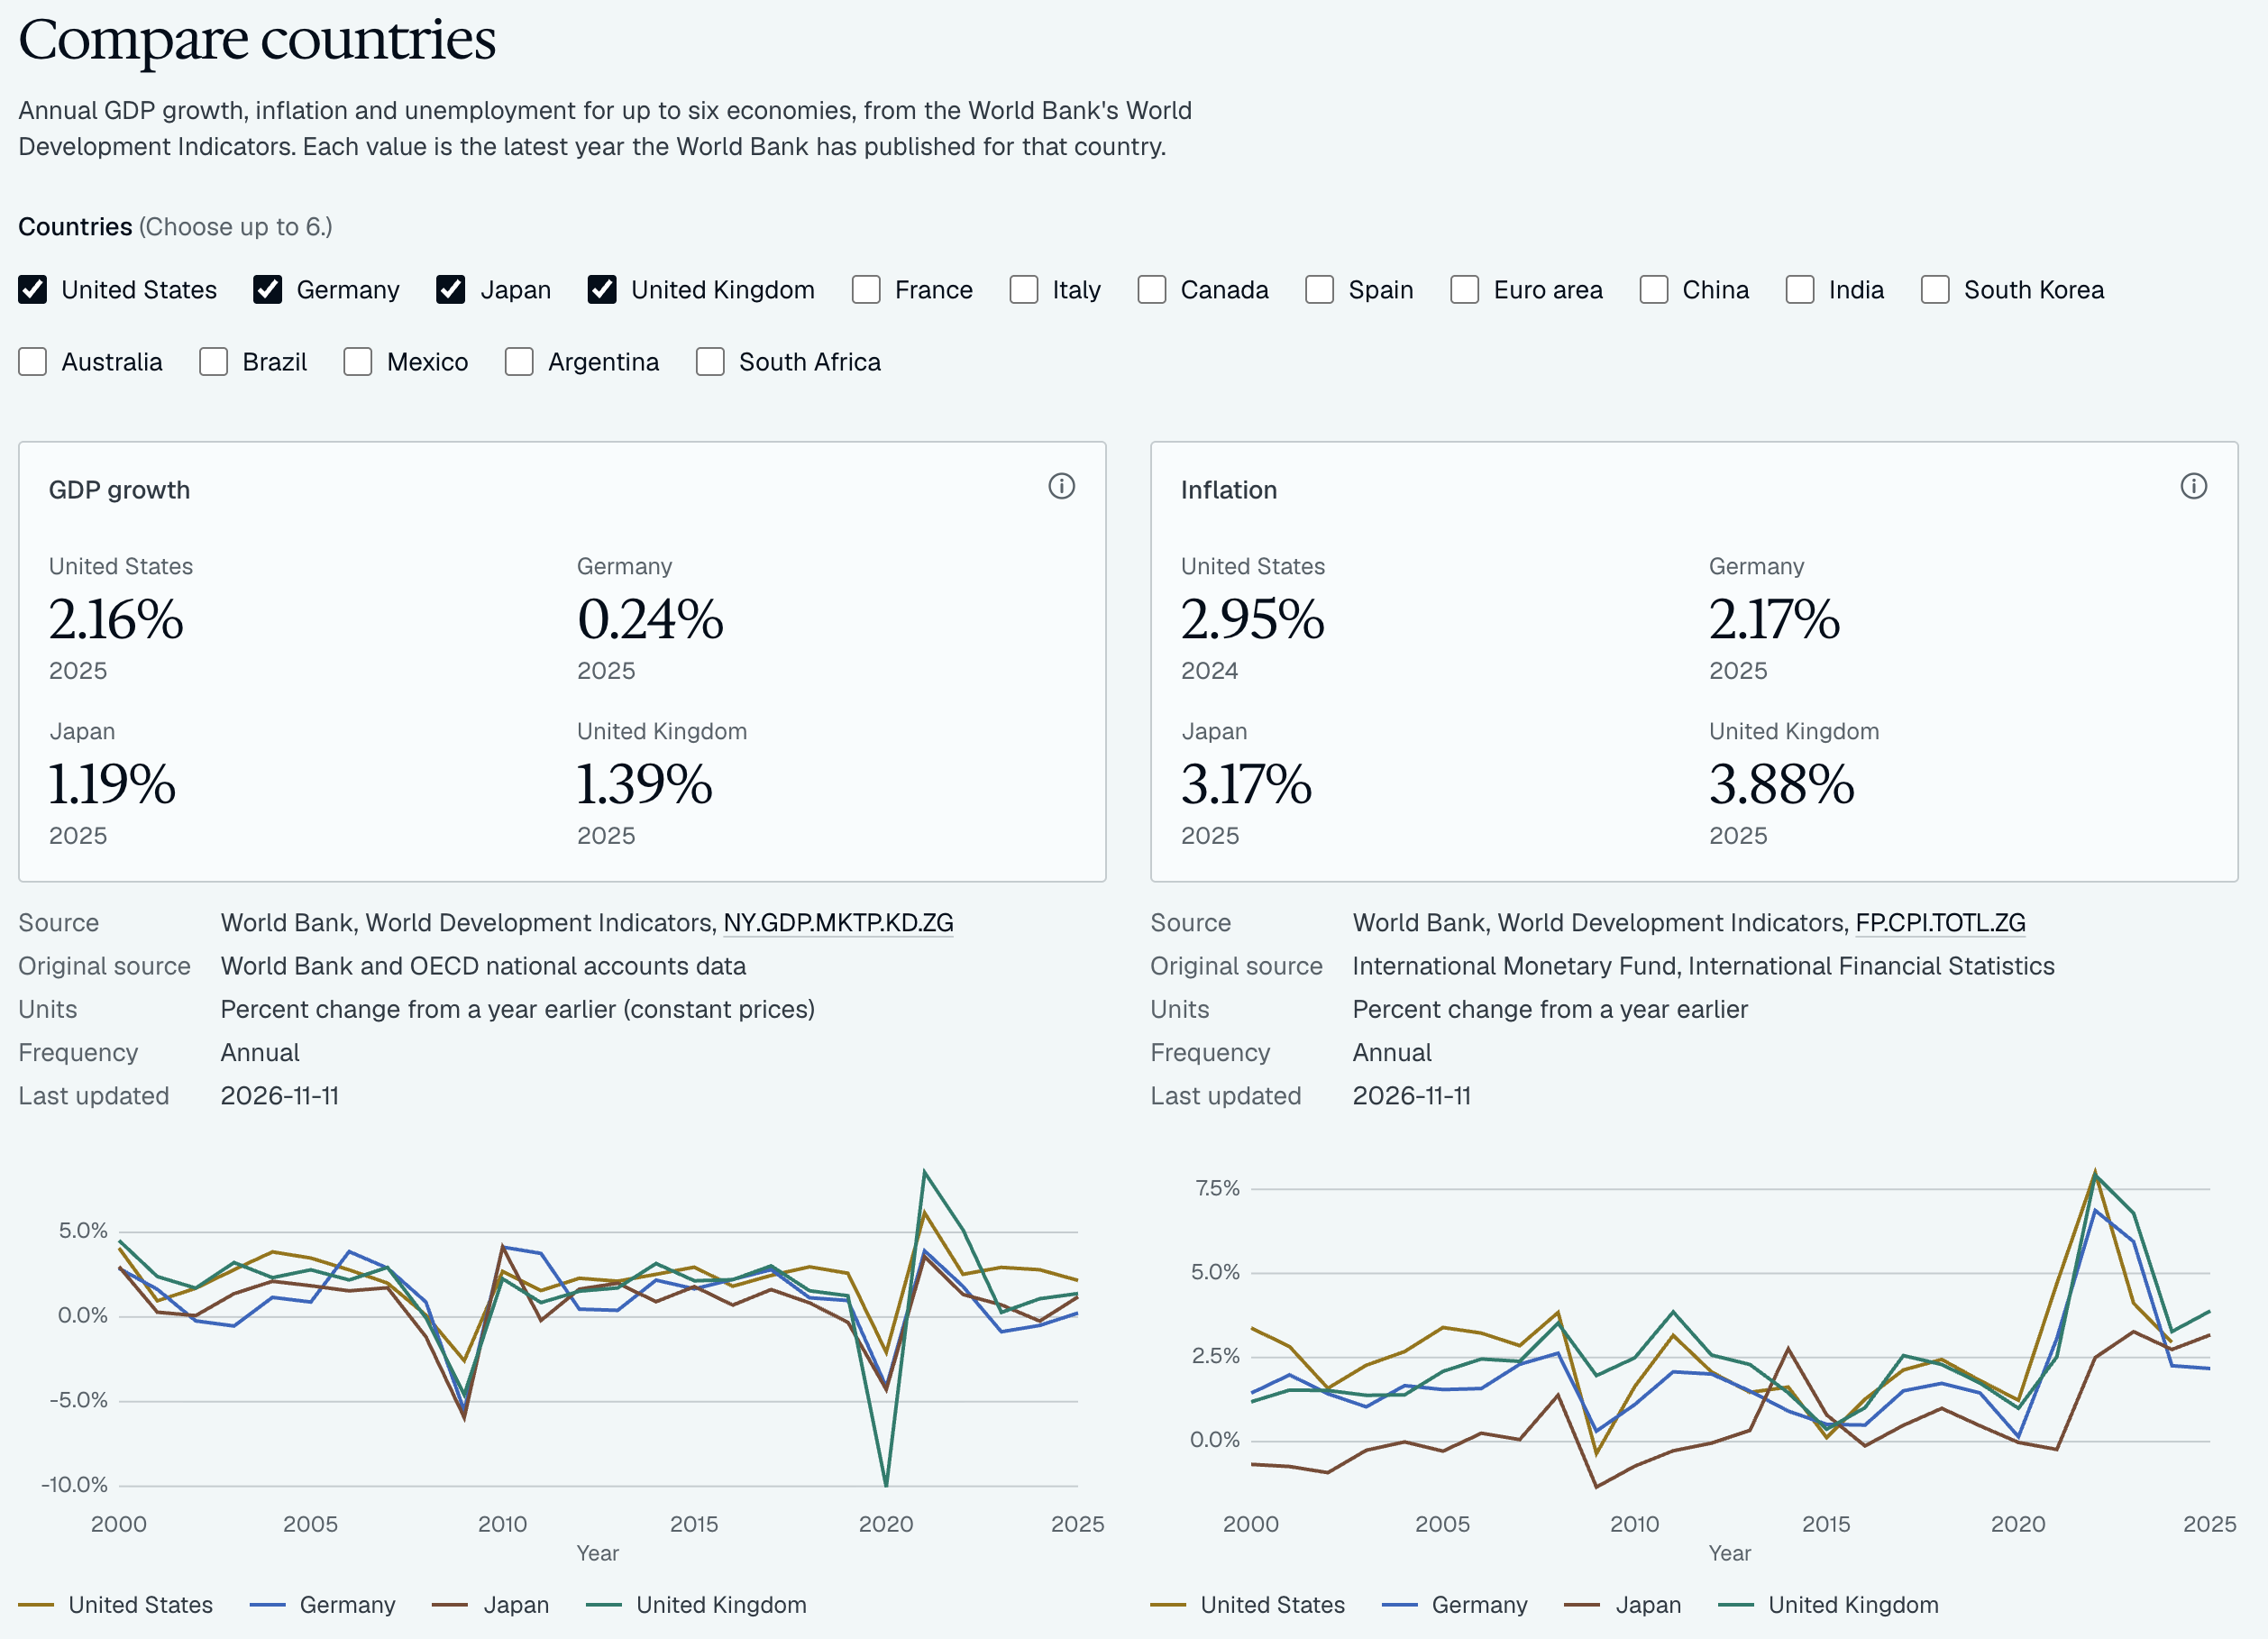 Compare countries
Annual GDP growth, inflation and unemployment for up to six economies, from the World Bank's World
Development Indicators. Each value is the latest year the World Bank has published for that country.
Countries (Choose up to 6.)
United States Germany Japan United Kingdom France Italy Canada Spain Euro area China India South Korea
Australia Brazil Mexico Argentina South Africa
GDP growth
United States Germany
2.16% 0.24%
2025 2025
Japan United Kingdom
1.19% 1.39%
2025 2025
Source World Bank, World Development Indicators, NY.GDP.MKTP.KD.ZG
Original source World Bank and OECD national accounts data
Units Percent change from a year earlier (constant prices)
Frequency Annual
Last updated 2026-11-11
5.0%
0.0%
-5.0%
-10.0%
2000 2005 2010 2015 2020 2025
Year
United States Germany Japan United Kingdom
Inflation
United States Germany
2.95% 2.17%
2024 2025
Japan United Kingdom
3.17% 3.88%
2025 2025
Source World Bank, World Development Indicators, FP.CPI.TOTL.ZG
Original source International Monetary Fund, International Financial Statistics
Units Percent change from a year earlier
Frequency Annual
Last updated 2026-11-11
7.5%
5.0%
2.5%
0.0%
2000 2005 2010 2015 2020 2025
Year
United States Germany Japan United Kingdom